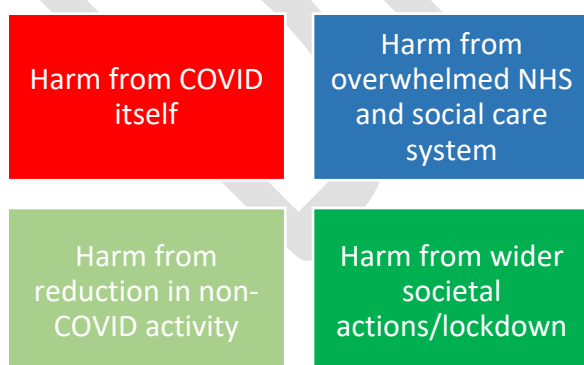 Harm from COVID
itself
Harm from
overwhelmed NHS
and social care
system
Harm from
reduction in non-
COVID activity
Harm from wider
societal
actions/lockdown